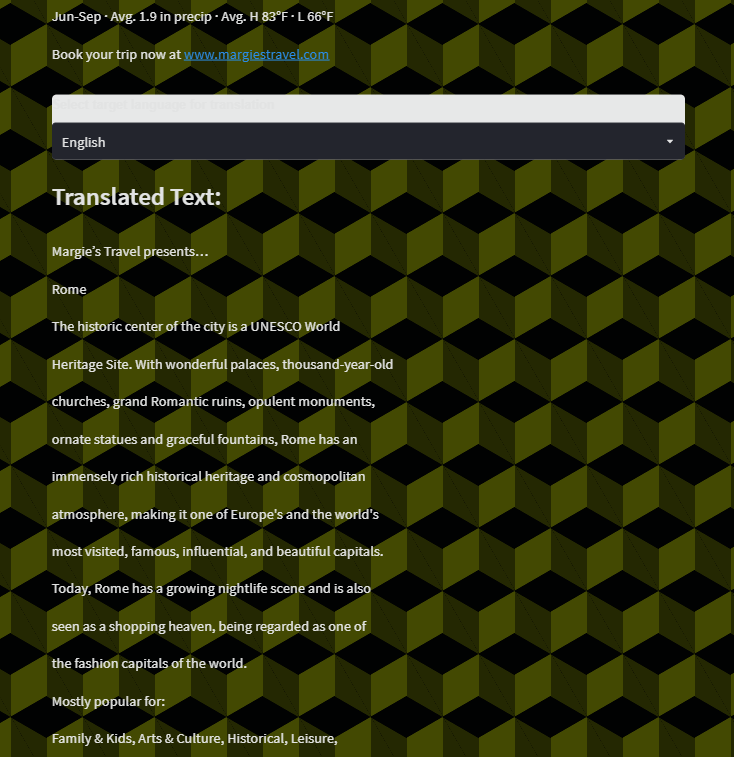 Jun-Sep · Avg. 1.9 in precip · Avg. H 83°F · L 66°F
Book your trip now at www.margiestravel.com
Select target language for translation
English
Translated Text:
Margie’s Travel presents…
Rome
The historic center of the city is a UNESCO World
Heritage Site. With wonderful palaces, thousand-year-old
churches, grand Romantic ruins, opulent monuments,
ornate statues and graceful fountains, Rome has an
immensely rich historical heritage and cosmopolitan
atmosphere, making it one of Europe's and the world's
most visited, famous, influential, and beautiful capitals.
Today, Rome has a growing nightlife scene and is also
seen as a shopping heaven, being regarded as one of
the fashion capitals of the world.
Mostly popular for:
Family & Kids, Arts & Culture, Historical, Leisure,